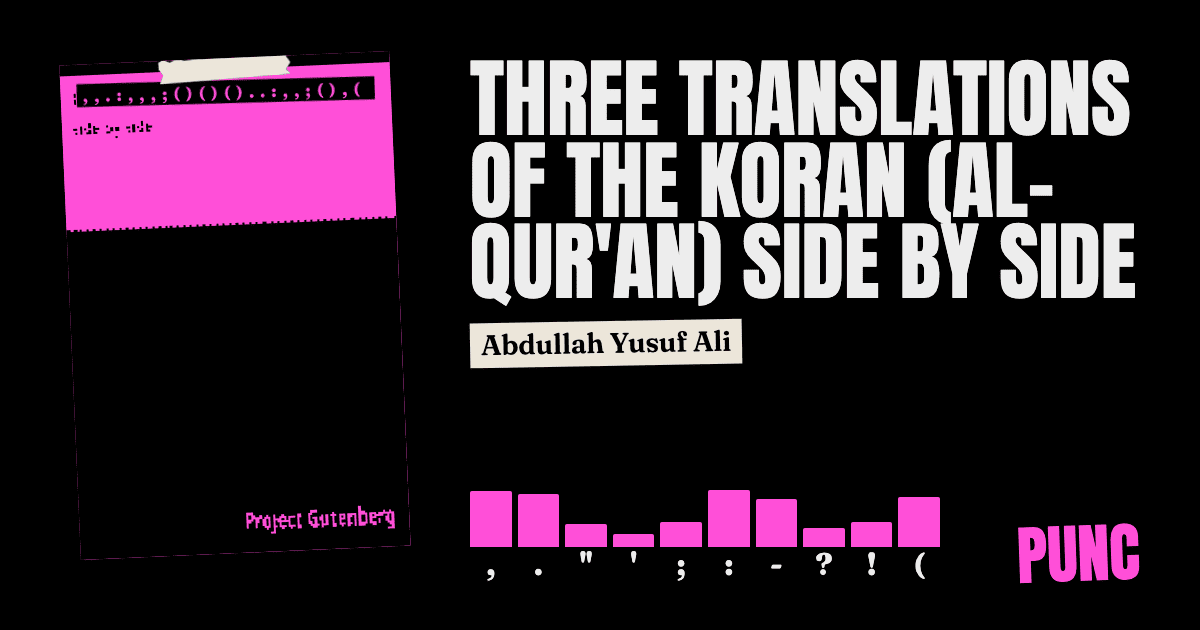 :,,.:,,,;()()()..:,,;(),(
side by side
Project Gutenberg
THREE TRANSLATIONS
OF THE KORAN (AL-
QUR'AN) SIDE BY SIDE
Abdullah Yusuf Ali
, . " ' ; : - ? ! (
PUNC